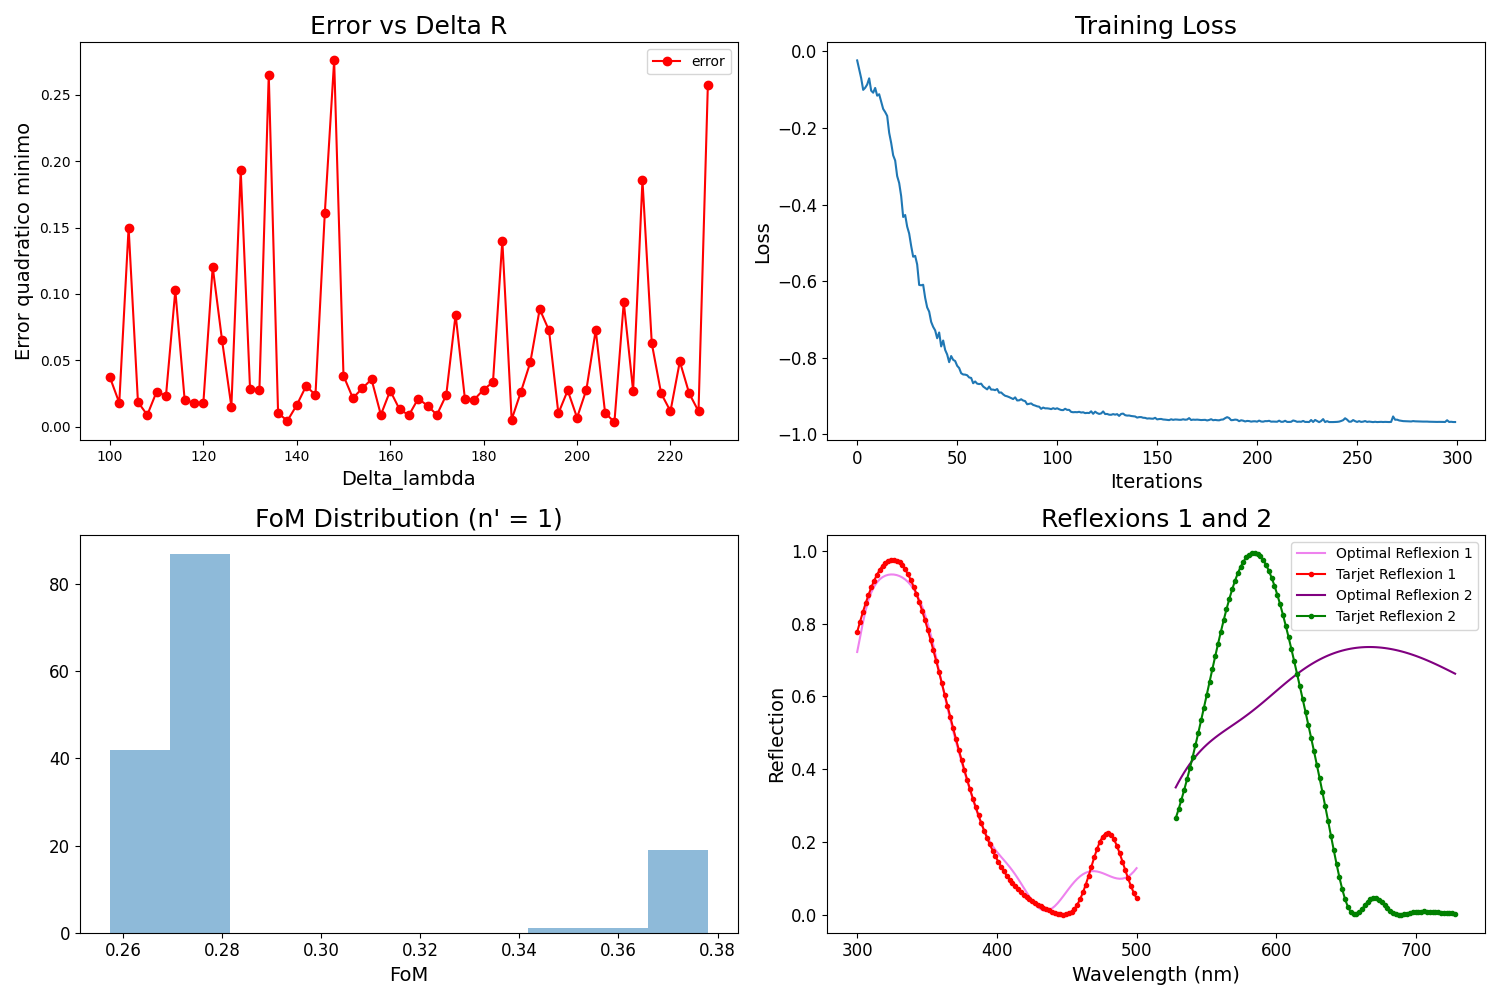 Error vs Delta R
error
Error quadratico minimo
0.25
0.20
0.15
0.10
0.05
0.00
100 120 140 160 180 200 220
Delta_lambda
Training Loss
Loss
0.0
−0.2
−0.4
−0.6
−0.8
−1.0
0 50 100 150 200 250 300
Iterations
FoM Distribution (n' = 1)
80
60
40
20
0
0.26 0.28 0.30 0.32 0.34 0.36 0.38
FoM
Reflexions 1 and 2
Optimal Reflexion 1
Tarjet Reflexion 1
Optimal Reflexion 2
Tarjet Reflexion 2
Reflection
1.0
0.8
0.6
0.4
0.2
0.0
300 400 500 600 700
Wavelength (nm)